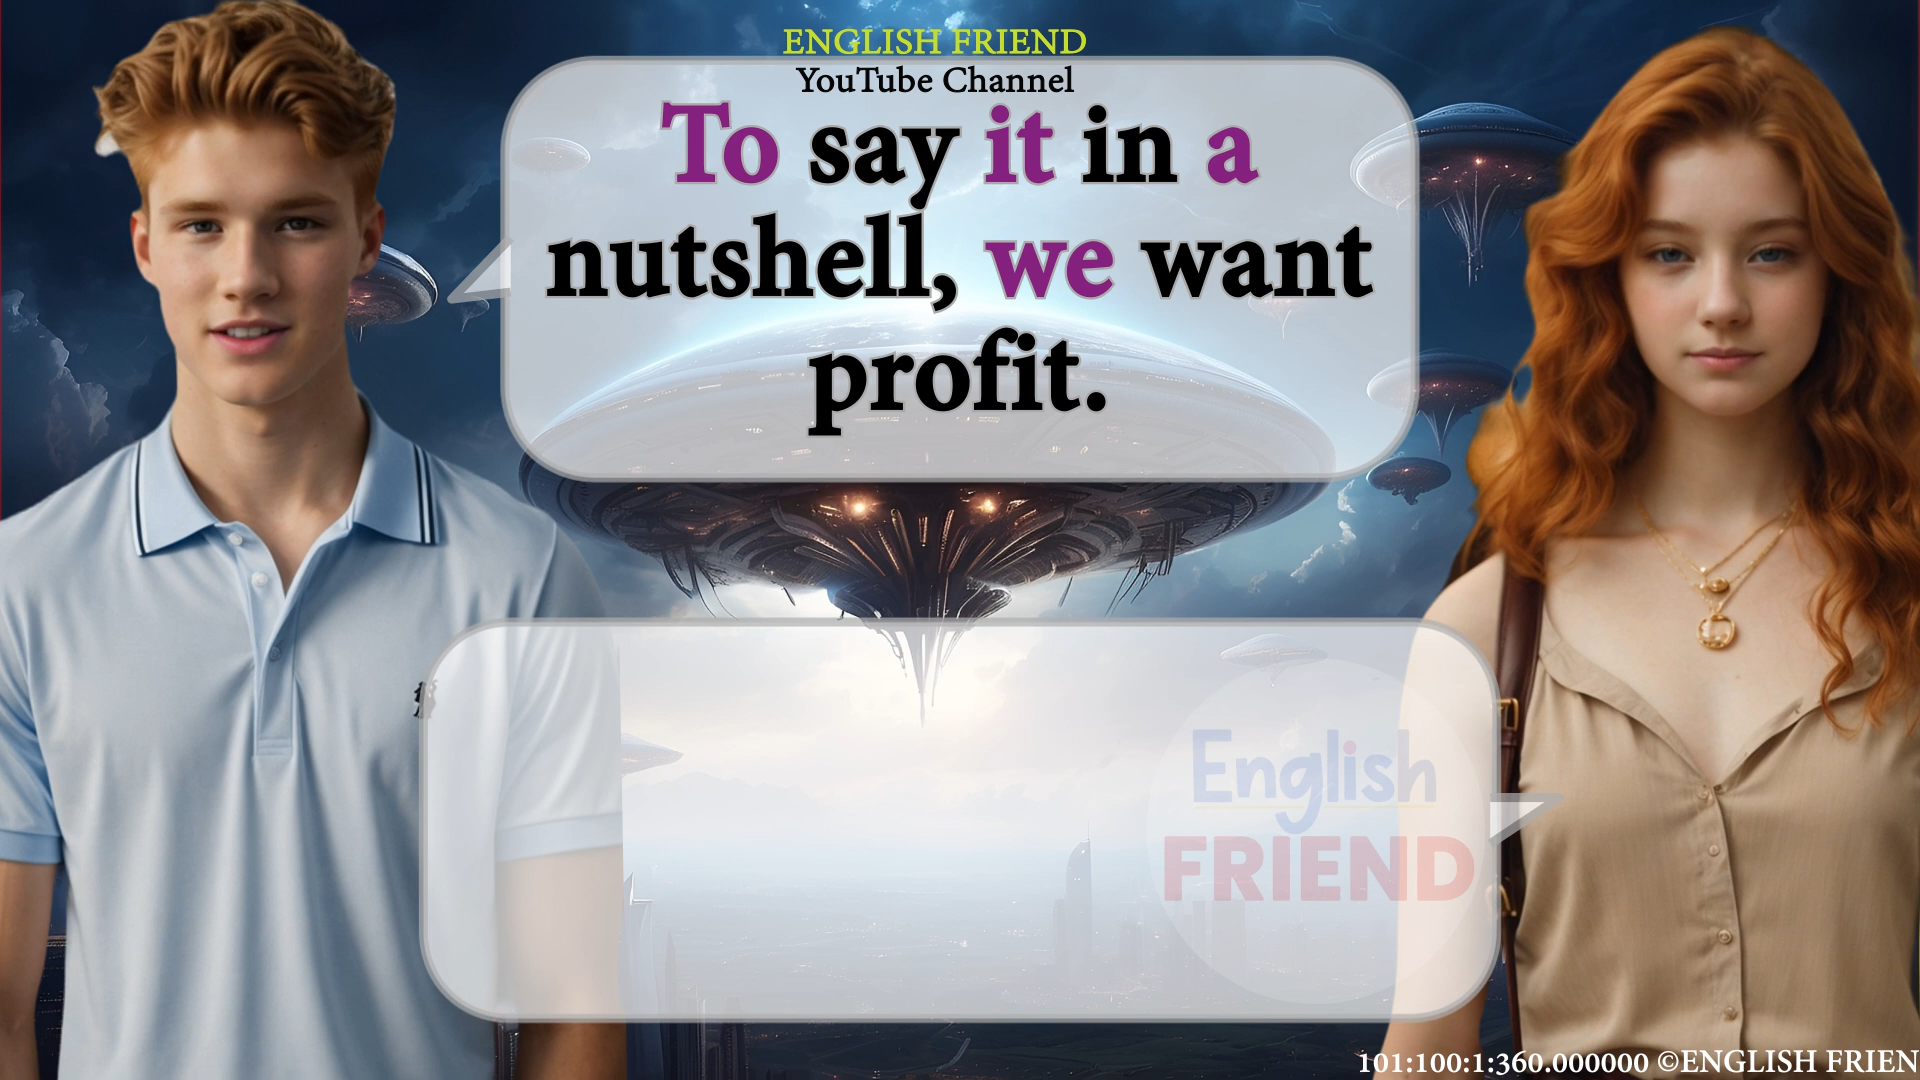 ENGLISH FRIEND
YouTube Channel
To say it in a
nutshell, we want
profit.
English
FRIEND
101:100:1:360.000000 ©ENGLISH FRIEN